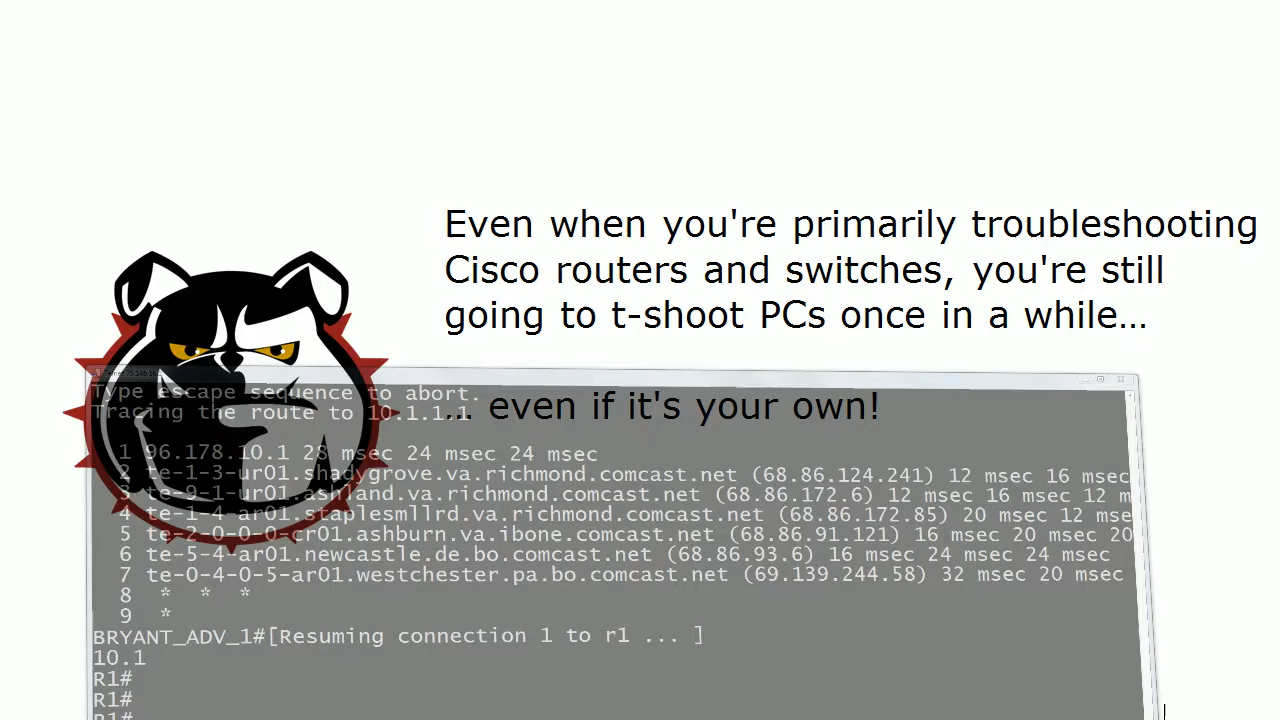 Even when you're primarily troubleshooting
Cisco routers and switches, you're still
going to t-shoot PCs once in a while…
… even if it's your own!
Type escape sequence to abort.
Tracing the route to 10.1.1.1
1 96.178.10.1 28 msec 24 msec 24 msec
2 te-1-3-ur01.shadygrove.va.richmond.comcast.net (68.86.124.241) 12 msec 16 msec
3 te-9-1-ur01.ashland.va.richmond.comcast.net (68.86.172.6) 12 msec 16 msec 12 m
4 te-1-4-ar01.staplesmllrd.va.richmond.comcast.net (68.86.172.85) 20 msec 12 mse
5 te-2-0-0-0-cr01.ashburn.va.ibone.comcast.net (68.86.91.121) 16 msec 20 msec 20
6 te-5-4-ar01.newcastle.de.bo.comcast.net (68.86.93.6) 16 msec 24 msec 24 msec
7 te-0-4-0-5-ar01.westchester.pa.bo.comcast.net (69.139.244.58) 32 msec 20 msec
8 * * *
9 *
BRYANT_ADV_1#[Resuming connection 1 to r1 ... ]
10.1
R1#
R1#
R1#